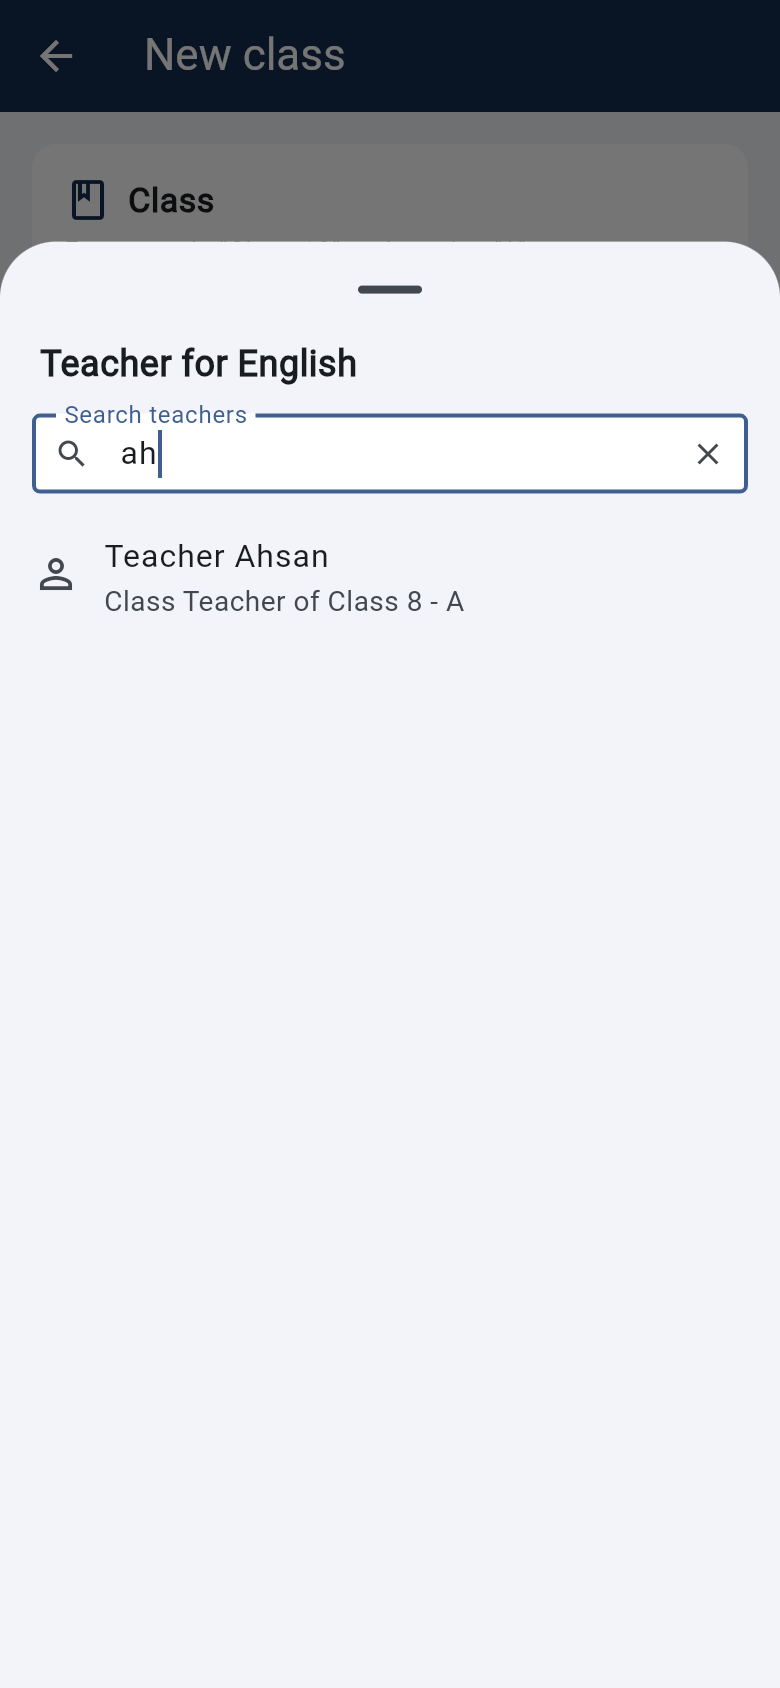 New class
Class
Teacher for English
Search teachers
ah
Teacher Ahsan
Class Teacher of Class 8 - A